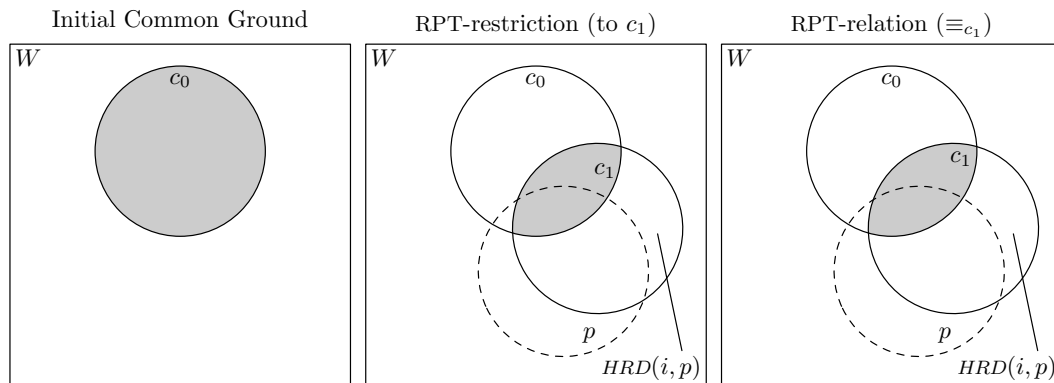 Initial Common Ground
W
c₀
RPT-restriction (to c₁)
W
c₀
c₁
p
HRD(i, p)
RPT-relation (≡c₁)
W
c₀
c₁
p
HRD(i, p)